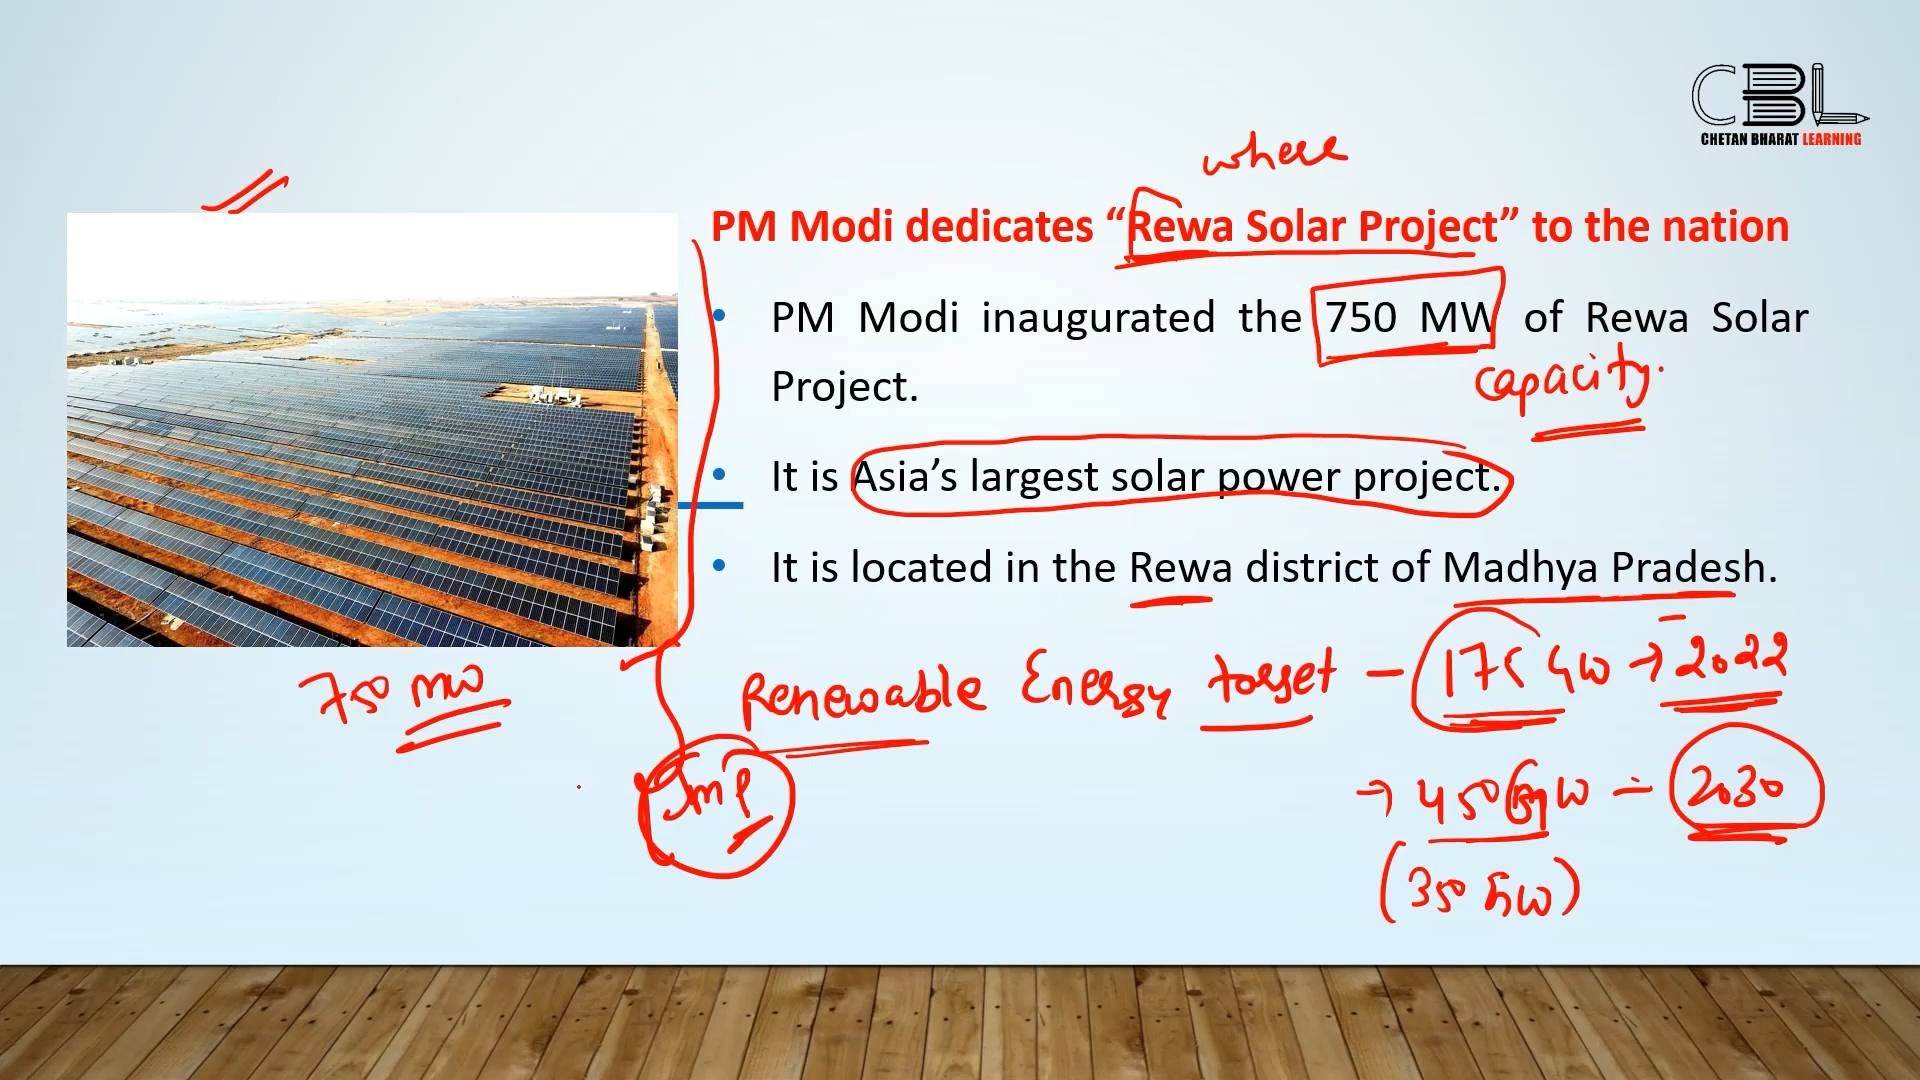 CBL
CHETAN BHARAT LEARNING
where
PM Modi dedicates “Rewa Solar Project” to the nation
• PM Modi inaugurated the 750 MW of Rewa Solar
capacity.
Project.
• It is Asia’s largest solar power project.
• It is located in the Rewa district of Madhya Pradesh.
750 MW
Renewable Energy target – 175 GW → 2022
Imp
→ 450 GW – 2030
(350 GW)